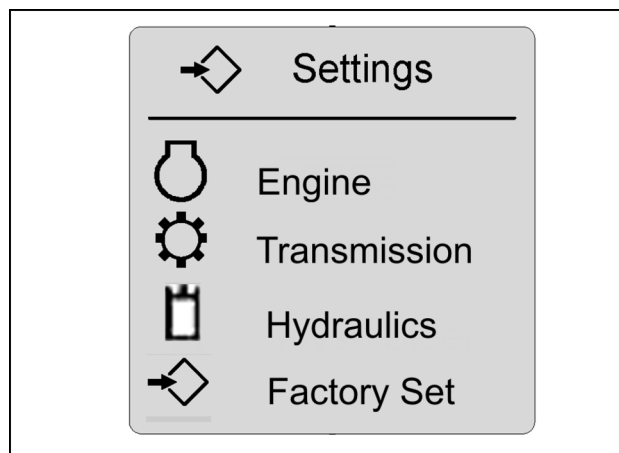 Settings
Engine
Transmission
Hydraulics
Factory Set